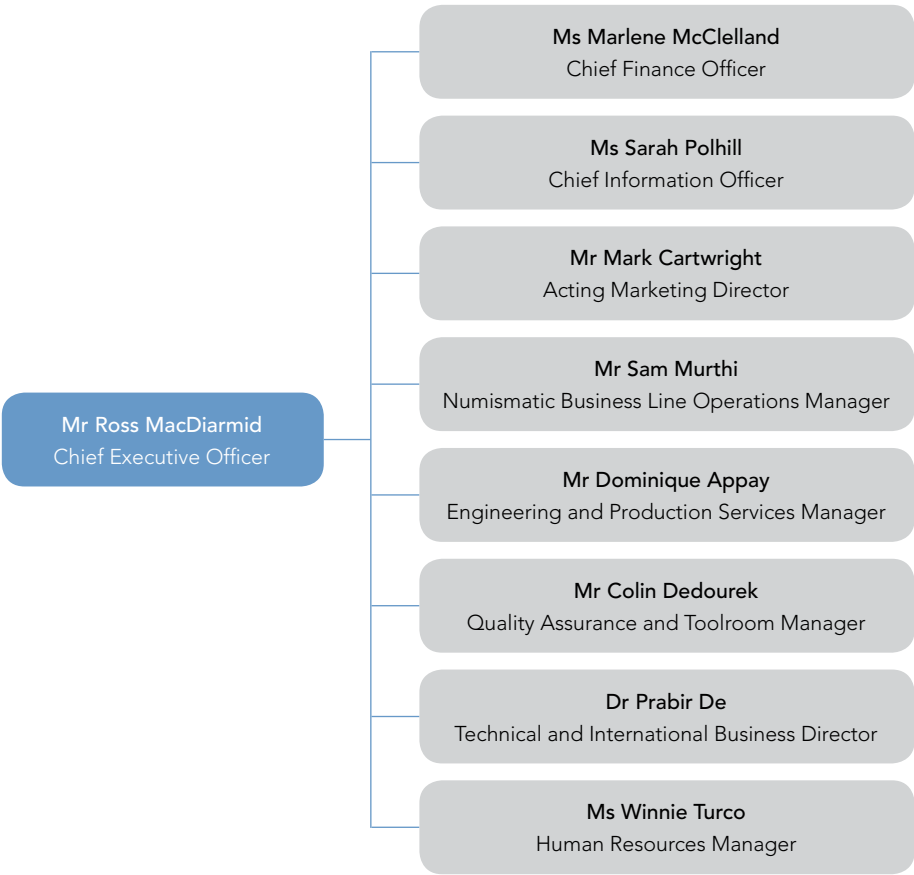 Ms Marlene McClelland
Chief Finance Officer
Ms Sarah Polhill
Chief Information Officer
Mr Mark Cartwright
Acting Marketing Director
Mr Sam Murthi
Numismatic Business Line Operations Manager
Mr Ross MacDiarmid
Chief Executive Officer
Mr Dominique Appay
Engineering and Production Services Manager
Mr Colin Dedourek
Quality Assurance and Toolroom Manager
Dr Prabir De
Technical and International Business Director
Ms Winnie Turco
Human Resources Manager